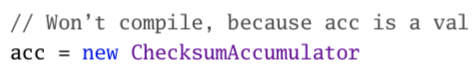 // Won’t compile, because acc is a val
acc = new ChecksumAccumulator